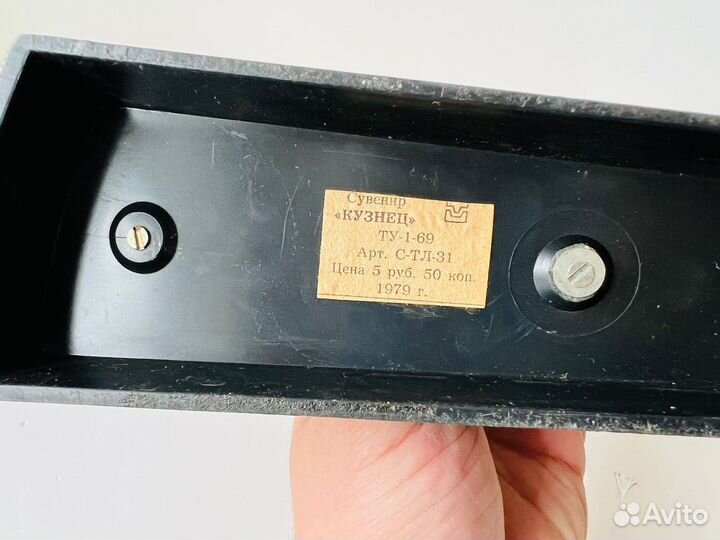 Сувенир
«КУЗНЕЦ»
ТУ-1-69
Арт. С-ТЛ-31
Цена 5 руб. 50 коп.
1979 г.
Avito